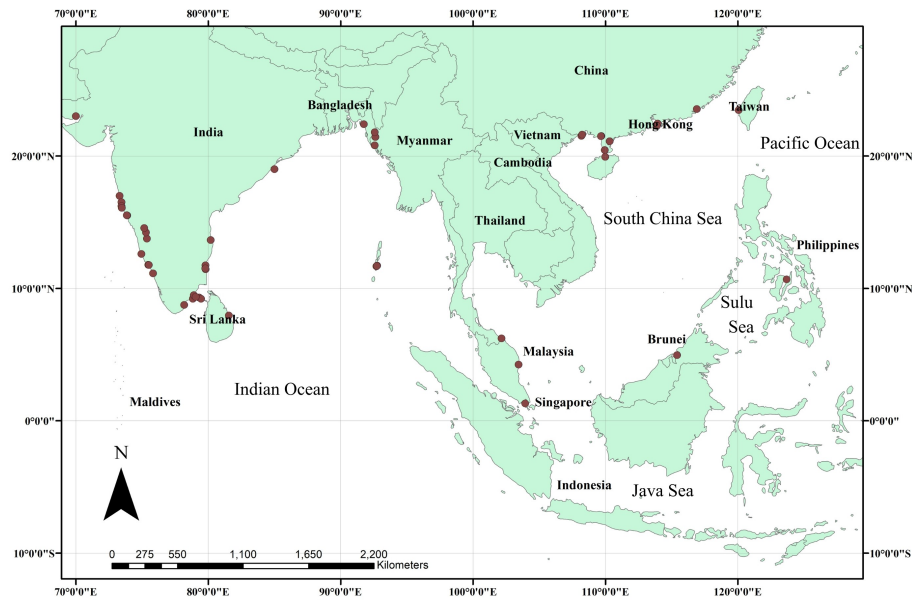 70°0'0"E 80°0'0"E 90°0'0"E 100°0'0"E 110°0'0"E 120°0'0"E
China
Bangladesh
Taiwan
India
Hong Kong
Vietnam
Myanmar
Pacific Ocean
20°0'0"N
20°0'0"N
Cambodia
Thailand
South China Sea
Philippines
10°0'0"N
10°0'0"N
Sulu
Sea
Sri Lanka
Brunei
Malaysia
Indian Ocean
Maldives
Singapore
0°0'0"
0°0'0"
N
Indonesia
Java Sea
0 275 550 1,100 1,650 2,200
Kilometers
10°0'0"S
10°0'0"S
70°0'0"E 80°0'0"E 90°0'0"E 100°0'0"E 110°0'0"E 120°0'0"E